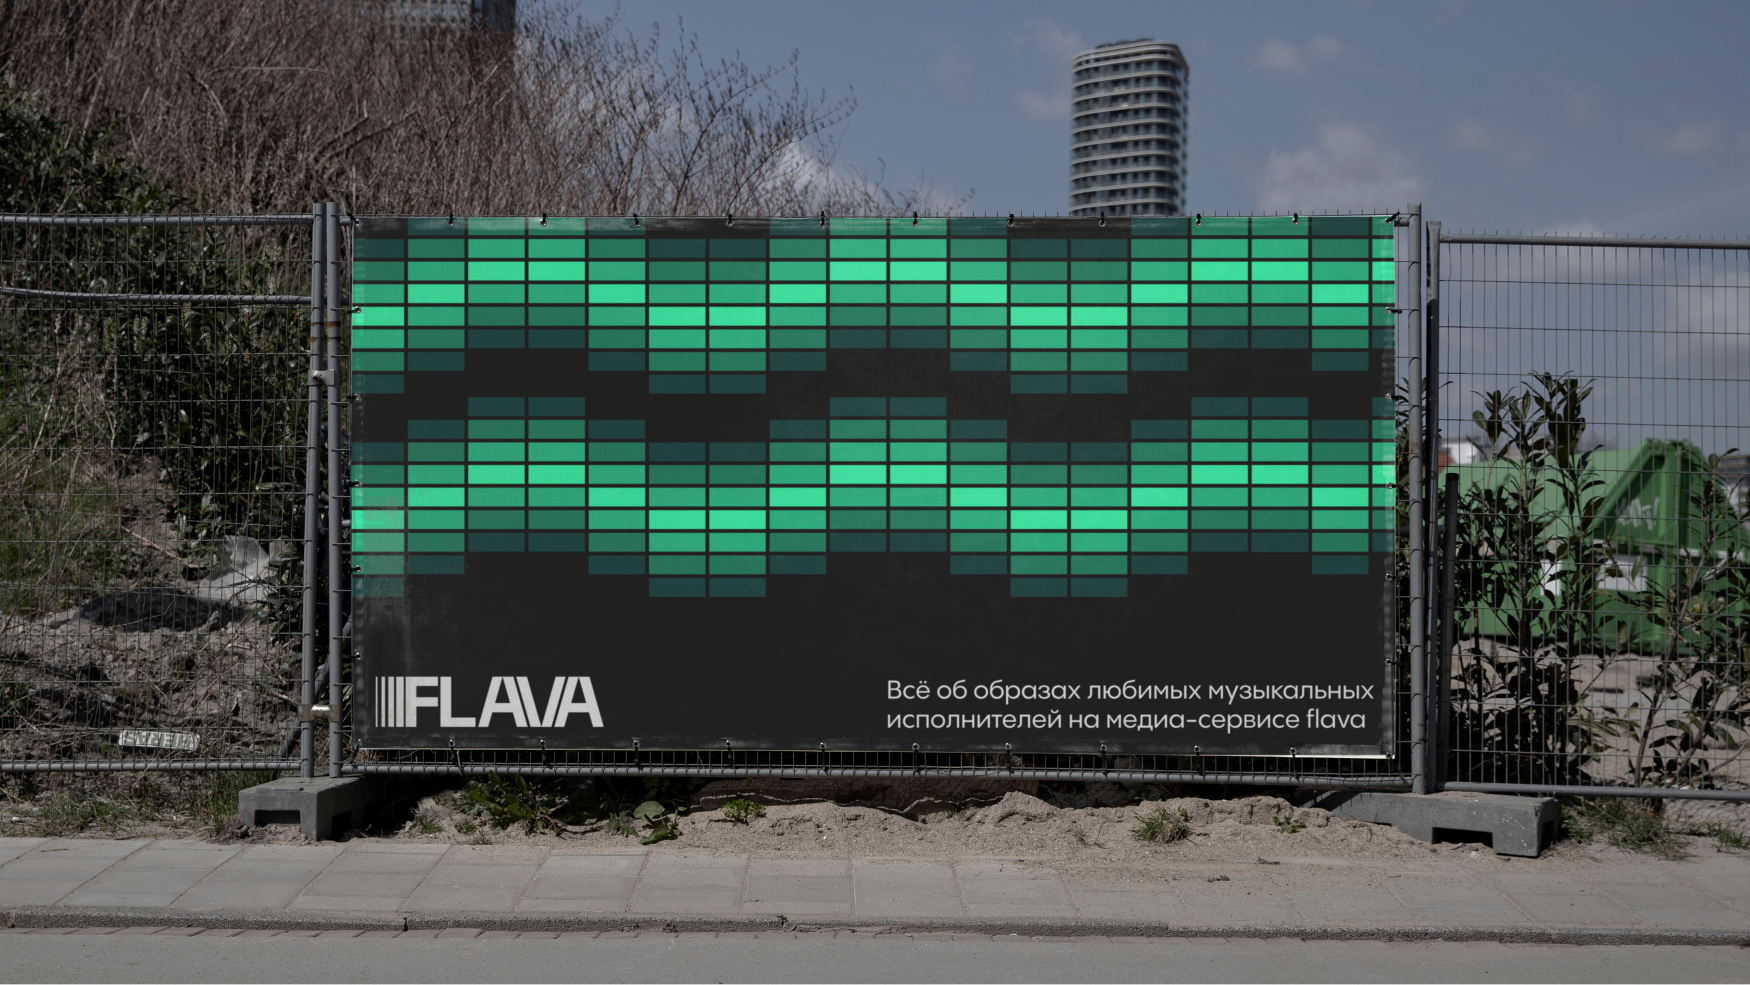 FLAVA
Всё об образах любимых музыкальных
исполнителей на медиа-сервисе flava